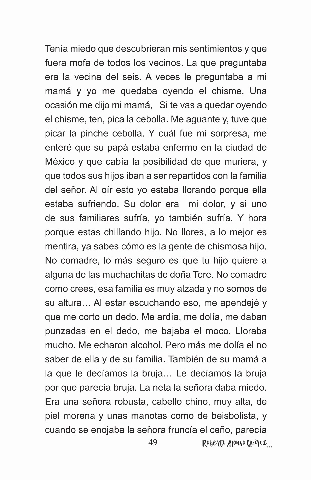 Tenía miedo que descubrieran mis sentimientos y que
fuera mofa de todos los vecinos. La que preguntaba
era la vecina del seis. A veces le preguntaba a mi
mamá y yo me quedaba oyendo el chisme. Una
ocasión me dijo mi mamá, Si te vas a quedar oyendo
el chisme, ten, pica la cebolla. Me aguante y, tuve que
picar la pinche cebolla. Y cuál fue mi sorpresa, me
enteré que su papá estaba enfermo en la ciudad de
México y que cabía la posibilidad de que muriera, y
que todos sus hijos iban a ser repartidos con la familia
del señor. Al oír esto yo estaba llorando porque ella
estaba sufriendo. Su dolor era mi dolor, y si uno
de sus familiares sufría, yo también sufría. Y hora
porque estas chillando hijo. No llores, a lo mejor es
mentira, ya sabes cómo es la gente de chismosa hijo.
No comadre, lo más seguro es que tu hijo quiere a
alguna de las muchachitas de doña Tere. No comadre
como crees, esa familia es muy alzada y no somos de
su altura… Al estar escuchando eso, me apendejé y
que me corto un dedo. Me ardía, me dolía, me daban
punzadas en el dedo, me bajaba el moco. Lloraba
mucho. Me echaron alcohol. Pero más me dolía el no
saber de ella y de su familia. También de su mamá a
la que le decíamos la bruja… Le decíamos la bruja
por que parecía bruja. La neta la señora daba miedo.
Era una señora robusta, cabello chino, muy alta, de
piel morena y unas manotas como de beisbolista, y
cuando se enojaba la señora fruncía el ceño, parecía
49